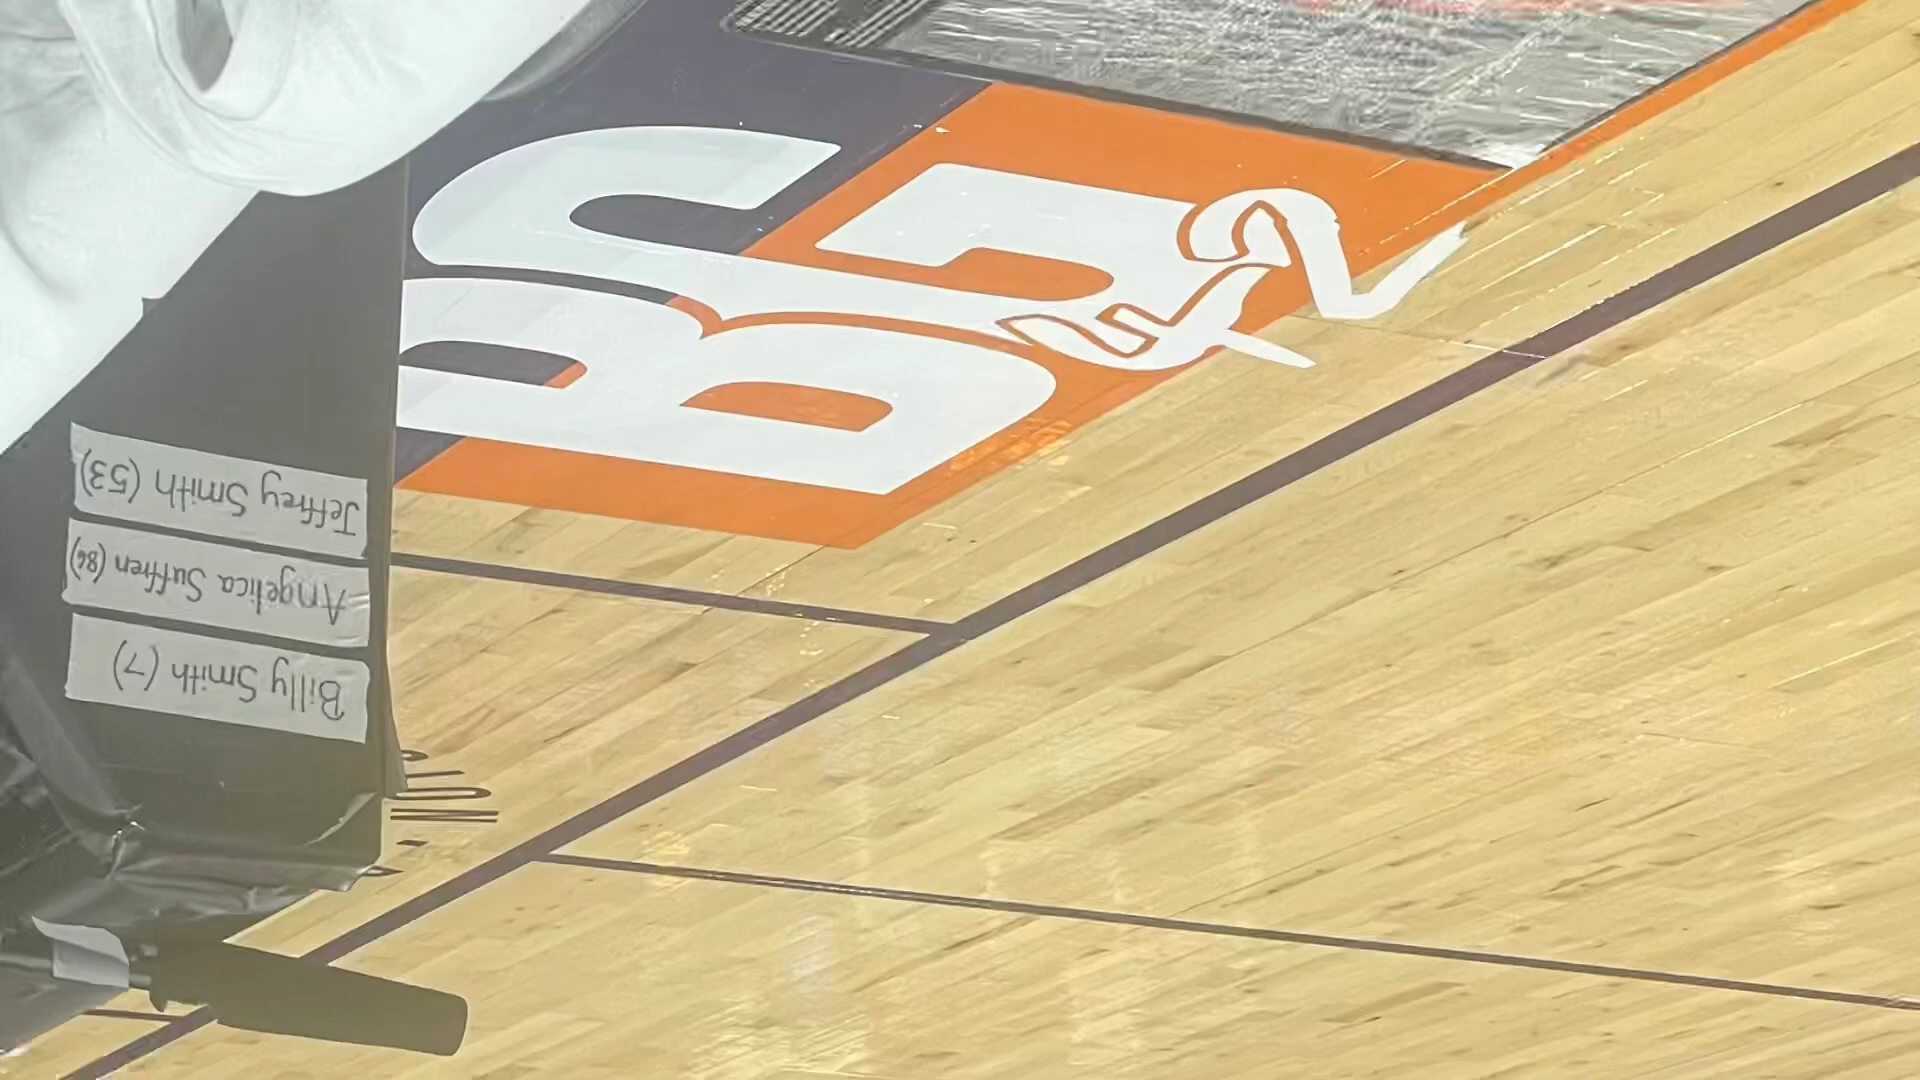 Billy Smith (7)
Angelica Suffren (86)
Jeffrey Smith (53)